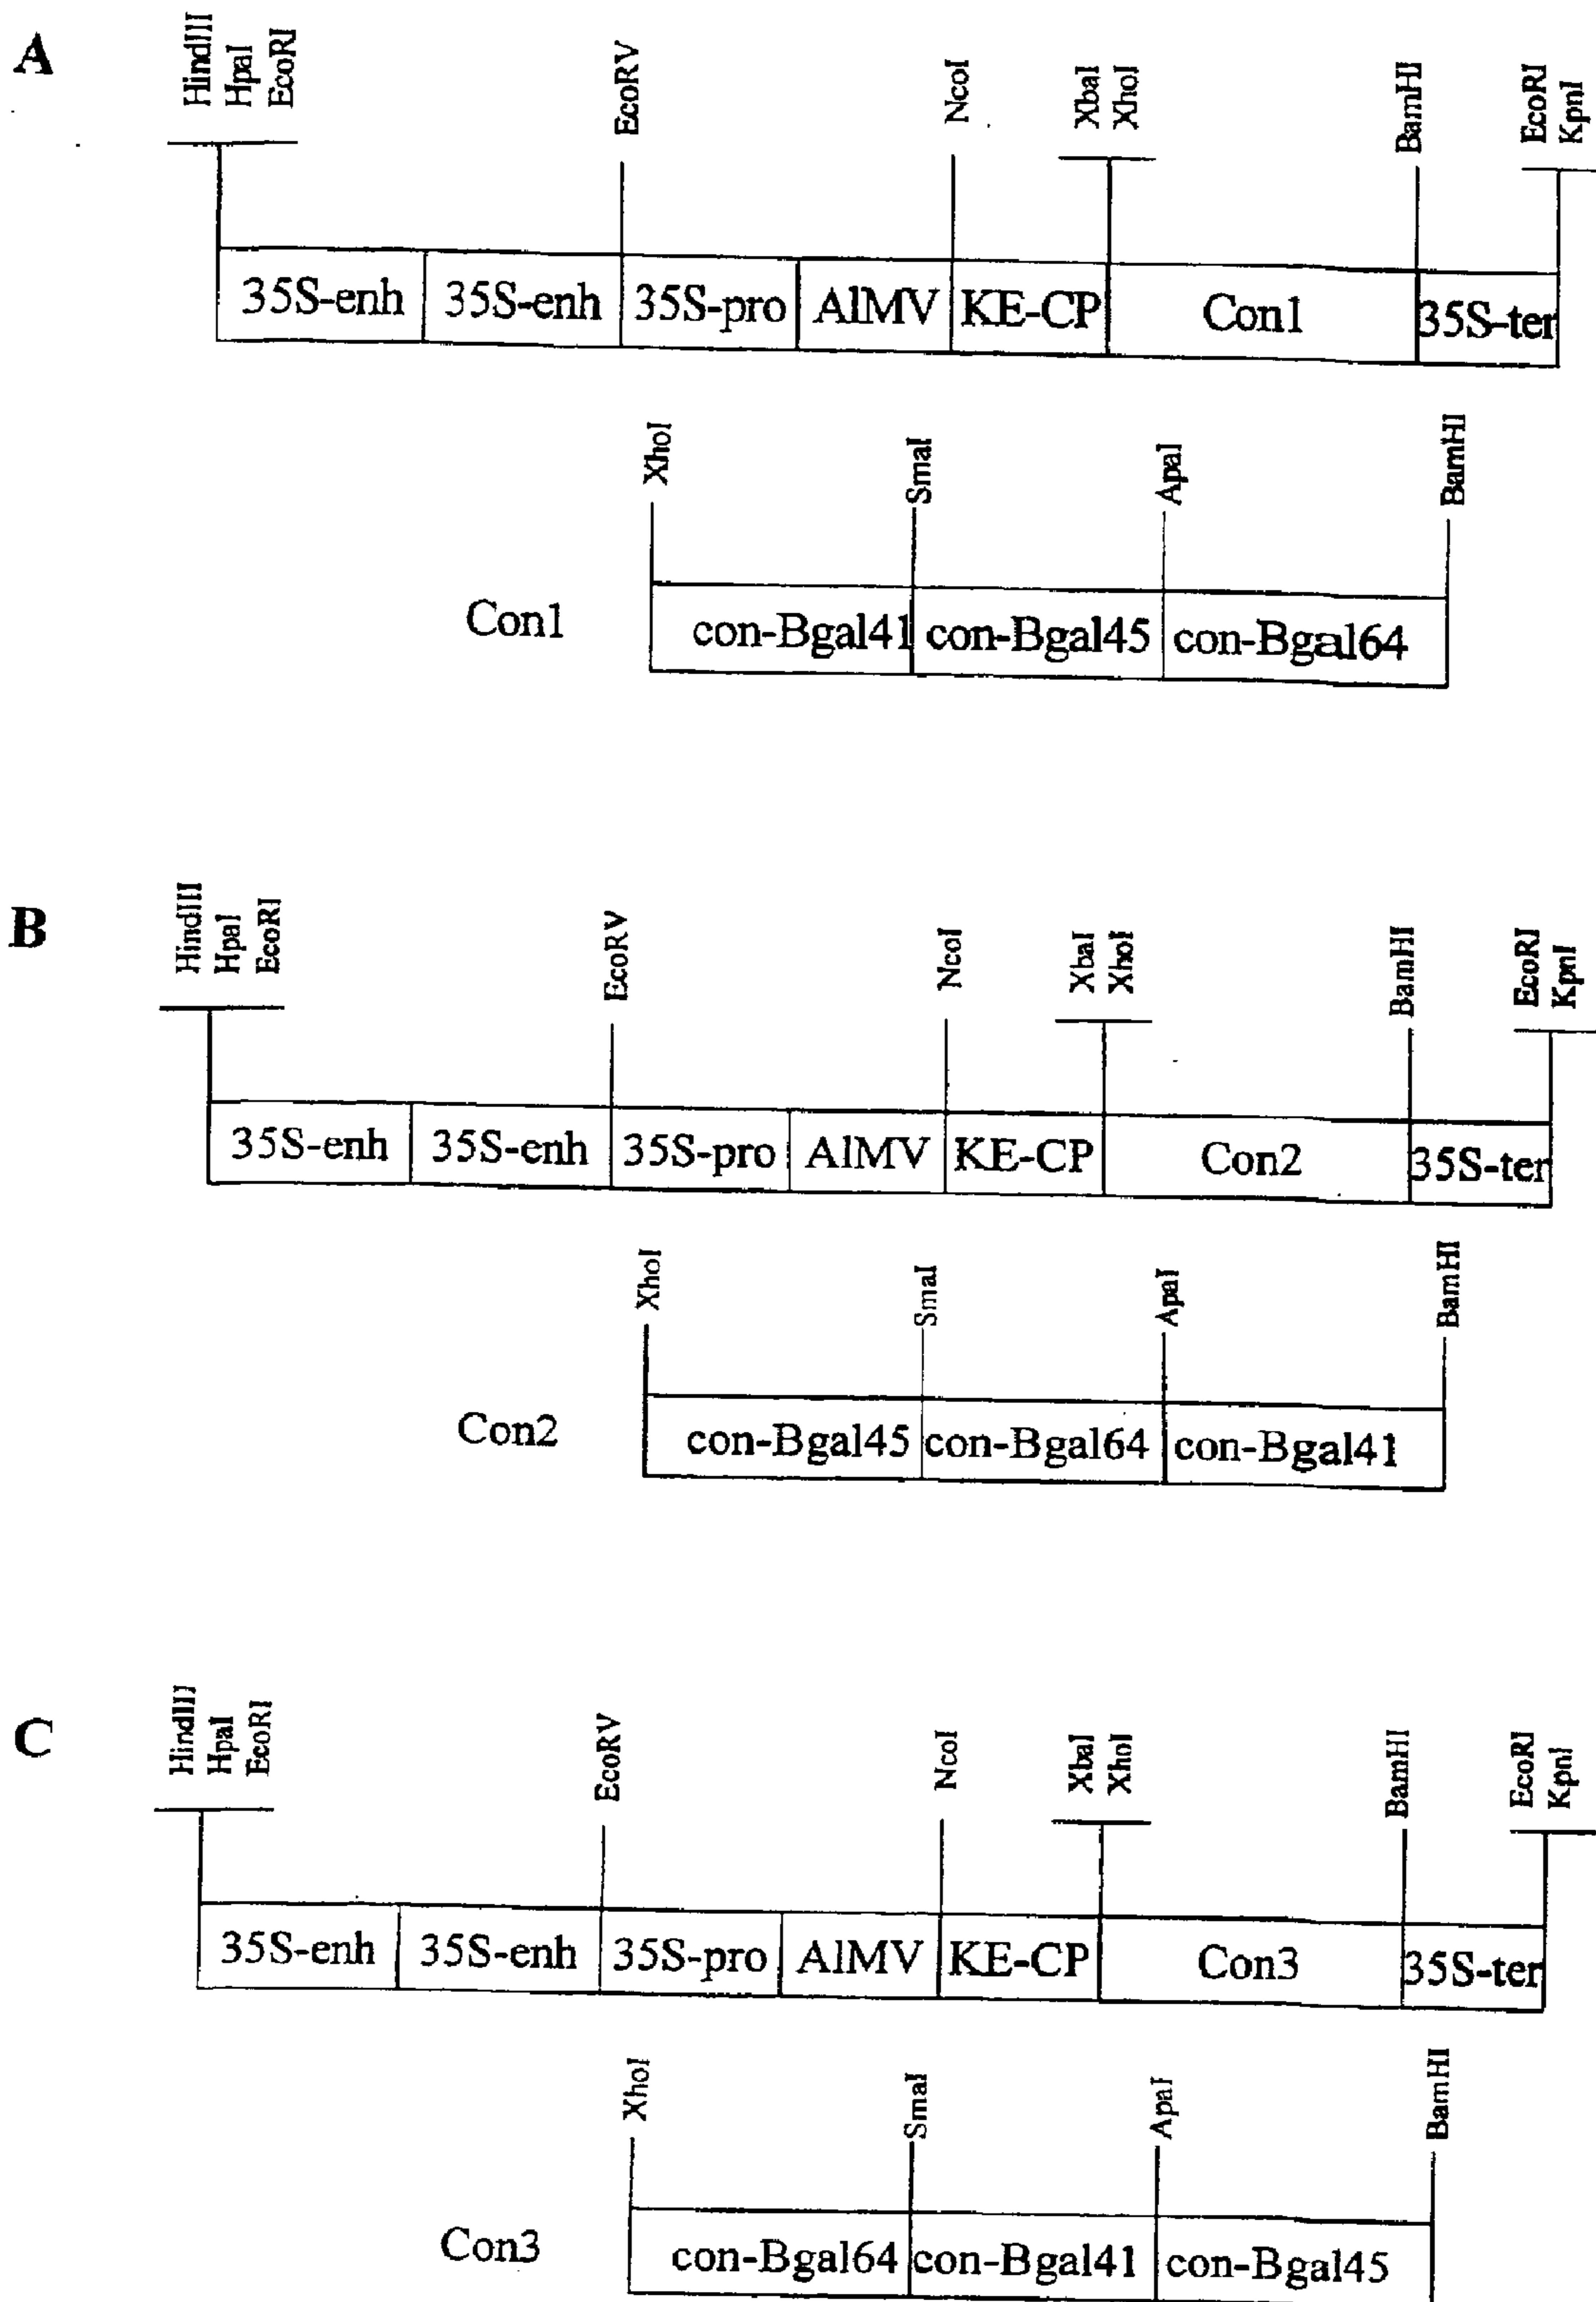 A
HindIII
HpaI
EcoRI
EcoRV
NcoI
XbaI
XhoI
BamHI
EcoRI
KpnI
35S-enh 35S-enh 35S-pro AlMV KE-CP Con1 35S-ter
XhoI
SmaI
ApaI
BamHI
Con1 con-Bgal41 con-Bgal45 con-Bgal64
B
HindIII
HpaI
EcoRI
EcoRV
NcoI
XbaI
XhoI
BamHI
EcoRI
KpnI
35S-enh 35S-enh 35S-pro AlMV KE-CP Con2 35S-ter
XhoI
SmaI
ApaI
BamHI
Con2 con-Bgal45 con-Bgal64 con-Bgal41
C
HindIII
HpaI
EcoRI
EcoRV
NcoI
XbaI
XhoI
BamHI
EcoRI
KpnI
35S-enh 35S-enh 35S-pro AlMV KE-CP Con3 35S-ter
XhoI
SmaI
ApaI
BamHI
Con3 con-Bgal64 con-Bgal41 con-Bgal45